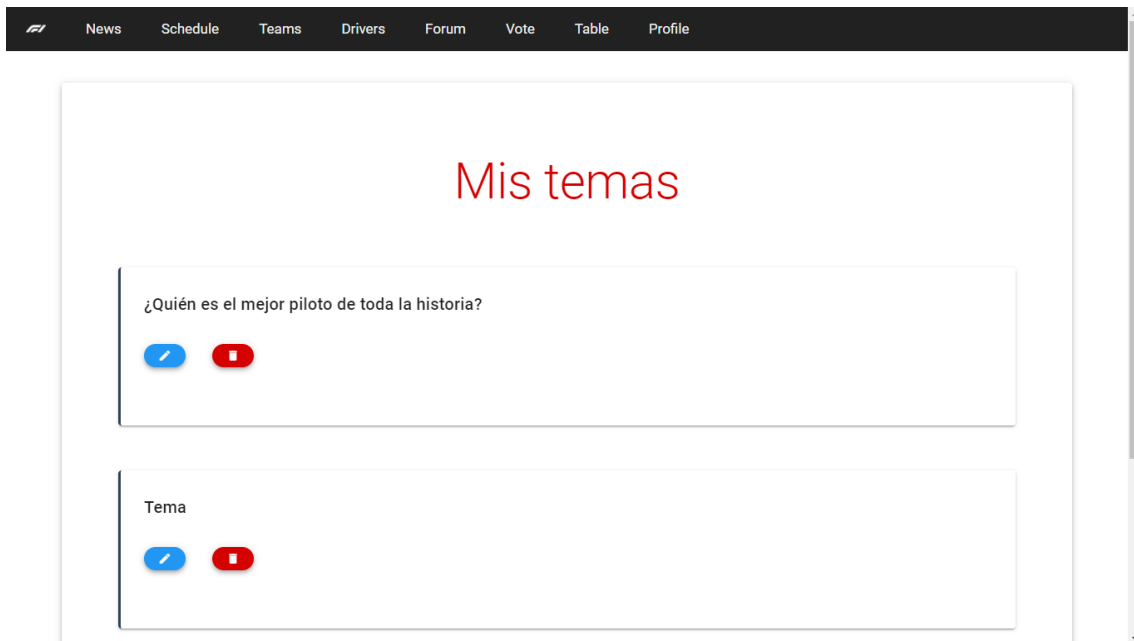 News Schedule Teams Drivers Forum Vote Table Profile
Mis temas
¿Quién es el mejor piloto de toda la historia?
Tema